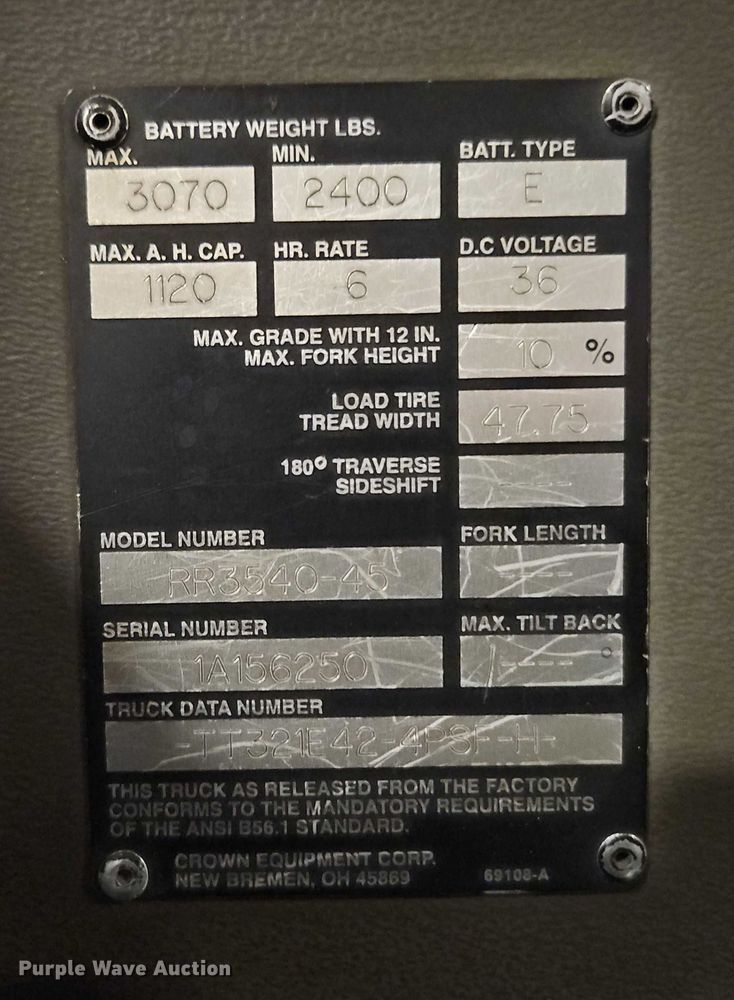 BATTERY WEIGHT LBS.
MAX. MIN. BATT. TYPE
3070 2400 E
MAX. A. H. CAP. HR. RATE D.C VOLTAGE
1120 6 36
MAX. GRADE WITH 12 IN.
MAX. FORK HEIGHT 10 %
LOAD TIRE
TREAD WIDTH 47.75
180° TRAVERSE
SIDESHIFT ----
MODEL NUMBER FORK LENGTH
RR3540-45 ----
SERIAL NUMBER MAX. TILT BACK
1A156250 ---- °
TRUCK DATA NUMBER
THIS TRUCK AS RELEASED FROM THE FACTORY
CONFORMS TO THE MANDATORY REQUIREMENTS
OF THE ANSI B56.1 STANDARD.
CROWN EQUIPMENT CORP.
NEW BREMEN, OH 45869 69108-A
Purple Wave Auction